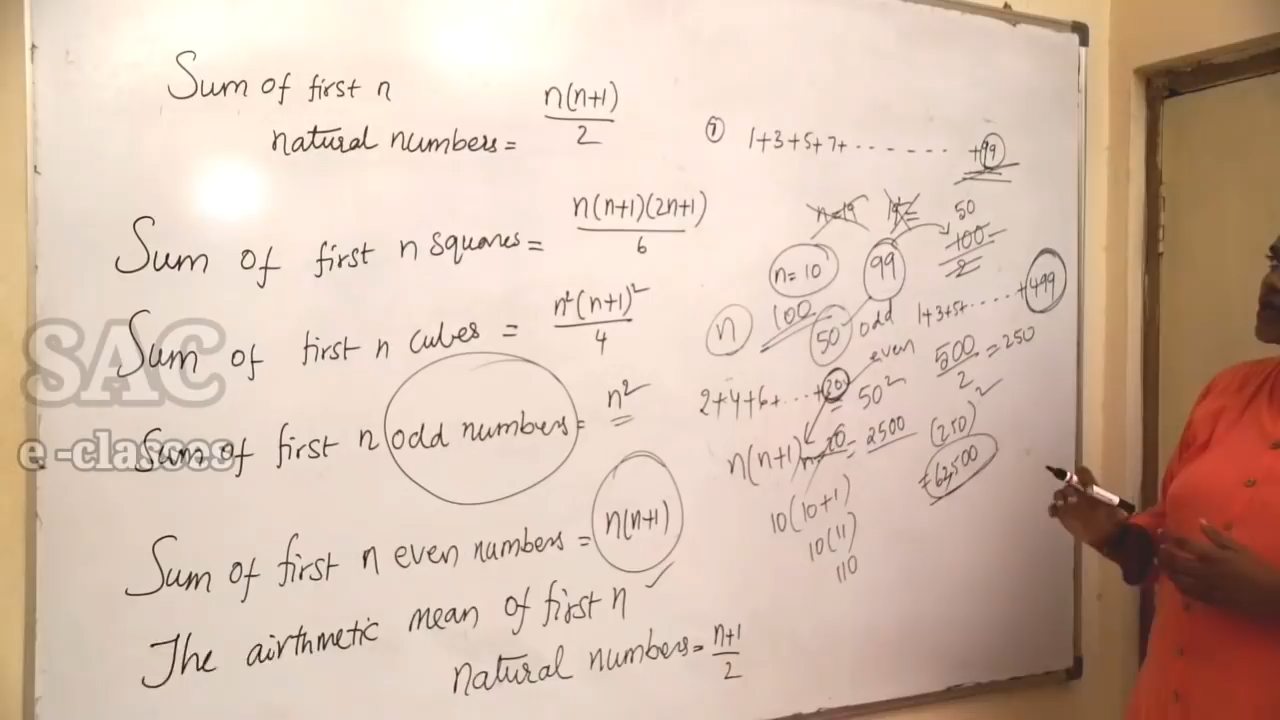 Sum of first n
natural numbers = n(n+1)/2
Sum of first n squares = n(n+1)(2n+1)/6
Sum of first n cubes = n²(n+1)²/4
Sum of first n odd numbers = n²
Sum of first n even numbers = n(n+1)
The airthmetic mean of first n
natural numbers = n+1/2
SAC
e-classes
① 1+3+5+7+ - - - - - - +99
n=19
50
100/2
n=10
99
n
100
50 odd
1+3+5+ . . . . . +499
even
500/2 = 250
2+4+6+ . . . +20
50²
n(n+1)
= 2500
(250)²
= 62,500
10(10+1)
10(11)
110